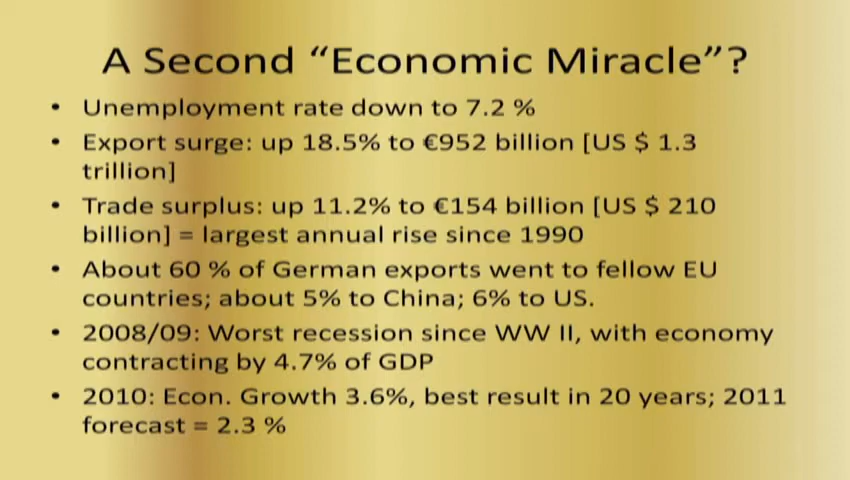 A Second “Economic Miracle”?
• Unemployment rate down to 7.2 %
• Export surge: up 18.5% to €952 billion [US $ 1.3
trillion]
• Trade surplus: up 11.2% to €154 billion [US $ 210
billion] = largest annual rise since 1990
• About 60 % of German exports went to fellow EU
countries; about 5% to China; 6% to US.
• 2008/09: Worst recession since WW II, with economy
contracting by 4.7% of GDP
• 2010: Econ. Growth 3.6%, best result in 20 years; 2011
forecast = 2.3 %